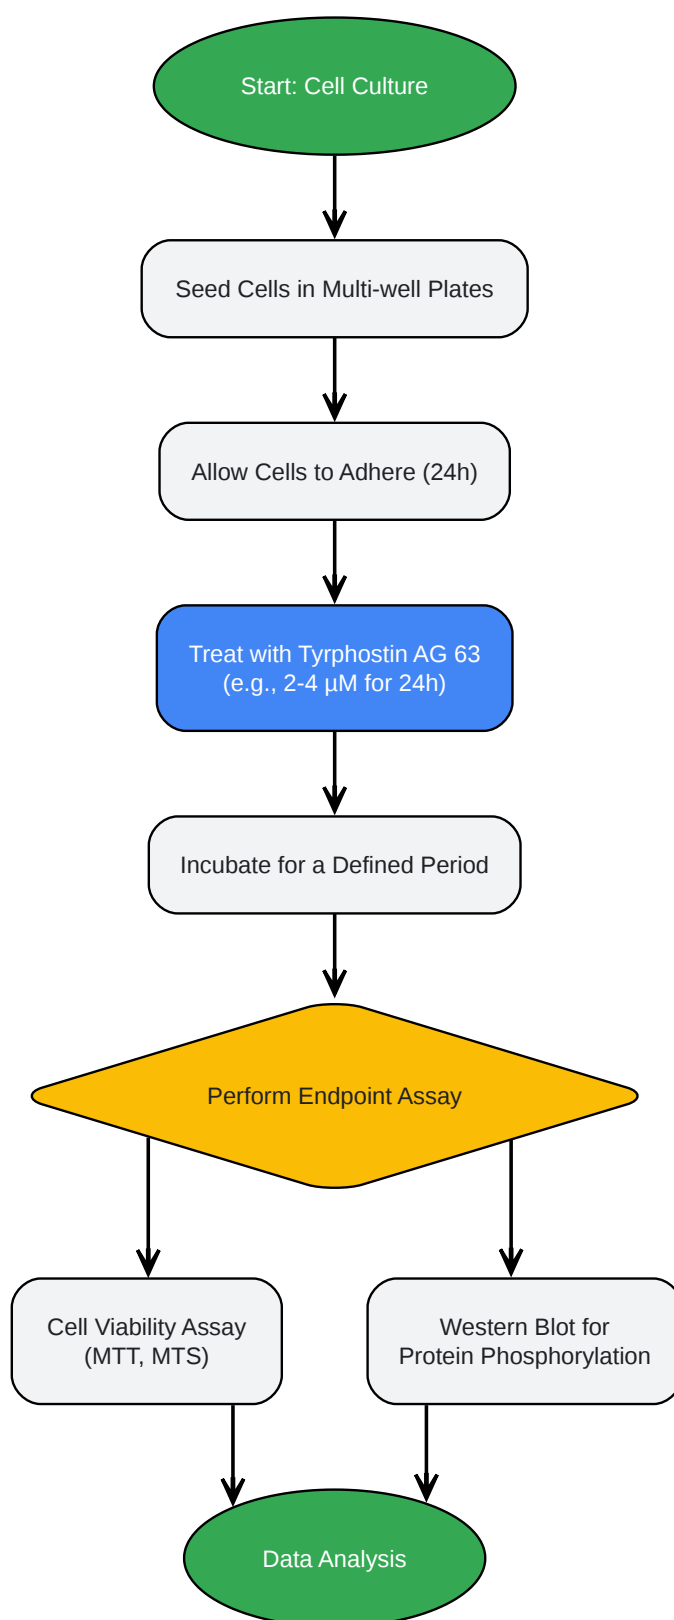 Start: Cell Culture
Seed Cells in Multi-well Plates
Allow Cells to Adhere (24h)
Treat with Tyrphostin AG 63
(e.g., 2-4 µM for 24h)
Incubate for a Defined Period
Perform Endpoint Assay
Cell Viability Assay
(MTT, MTS)
Western Blot for
Protein Phosphorylation
Data Analysis